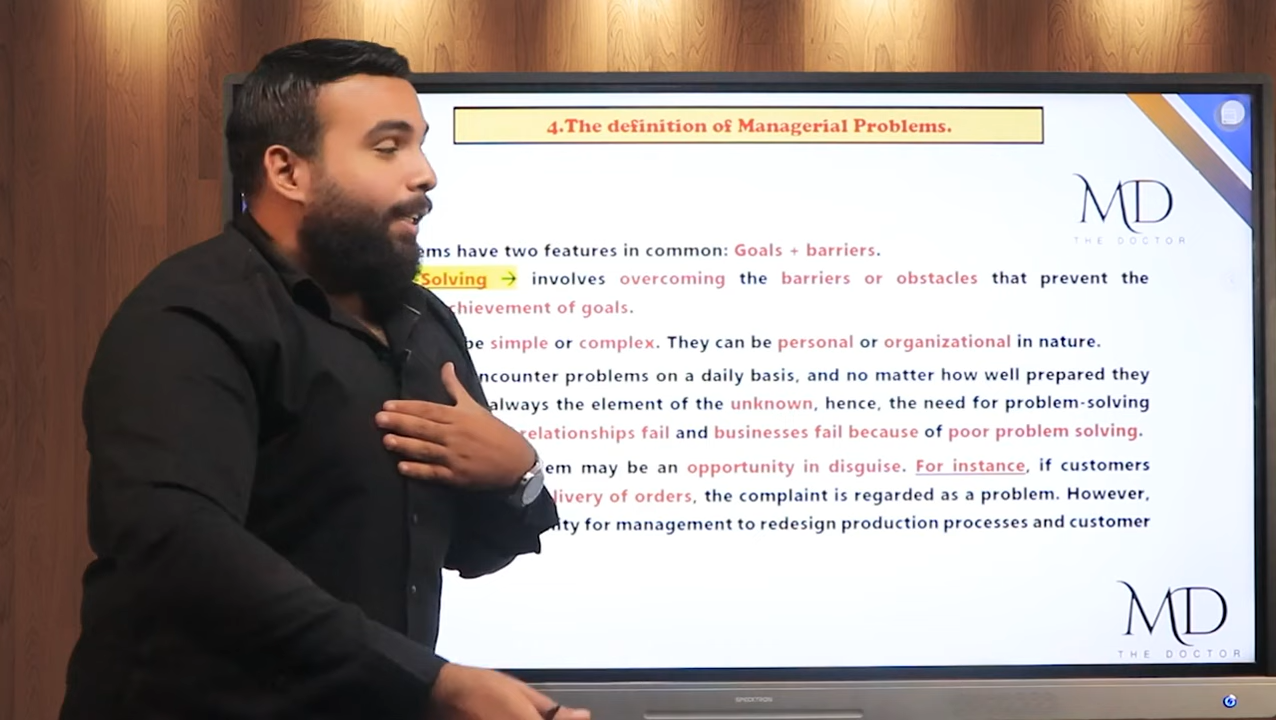 4.The definition of Managerial Problems.
MD
THE DOCTOR
ems have two features in common: Goals + barriers.
Solving → involves overcoming the barriers or obstacles that prevent the
chievement of goals.
be simple or complex. They can be personal or organizational in nature.
ncounter problems on a daily basis, and no matter how well prepared they
always the element of the unknown, hence, the need for problem-solving
relationships fail and businesses fail because of poor problem solving.
em may be an opportunity in disguise. For instance, if customers
livery of orders, the complaint is regarded as a problem. However,
ity for management to redesign production processes and customer
MD
THE DOCTOR